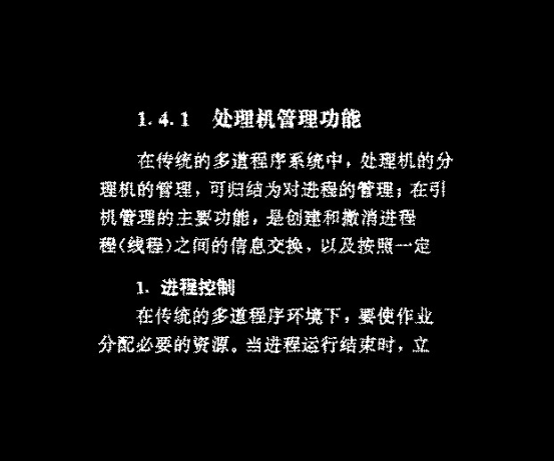 1.4.1 处理机管理功能
在传统的多道程序系统中，处理机的分
理机的管理，可归结为对进程的管理；在引
机管理的主要功能，是创建和撤消进程
程(线程)之间的信息交换，以及按照一定
1. 进程控制
在传统的多道程序环境下，要使作业
分配必要的资源。当进程运行结束时，立